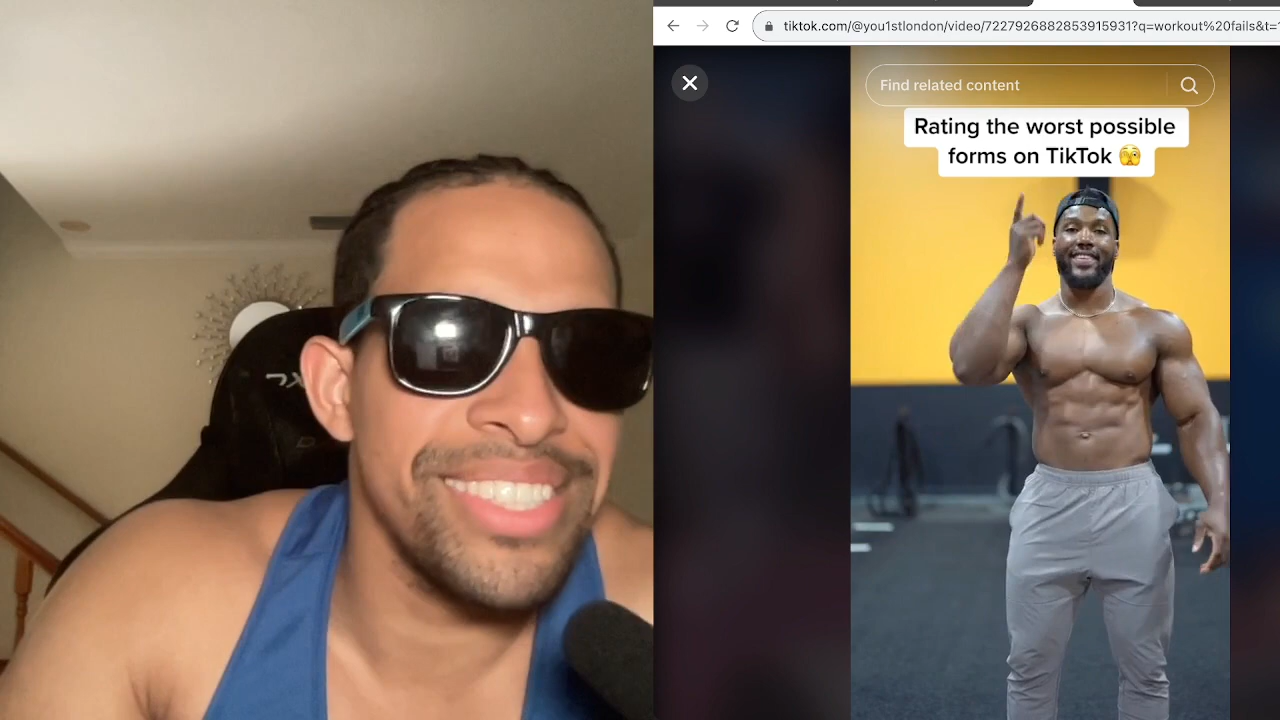 tiktok.com/@you1stlondon/video/7227926882853915931?q=workout%20fails&t=
Find related content
Rating the worst possible
forms on TikTok 🫣